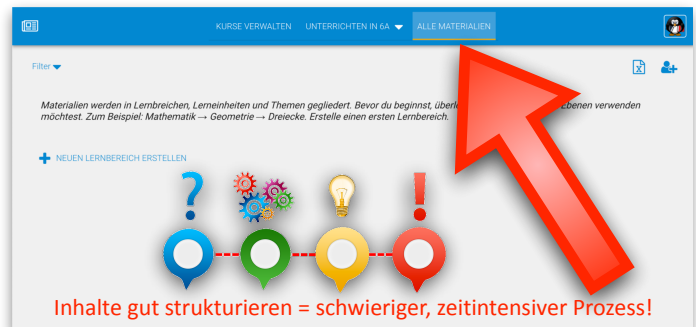 KURSE VERWALTEN UNTERRICHTEN IN 6A ALLE MATERIALIEN
Filter
Materialien werden in Lernbreichen, Lerneinheiten und Themen gegliedert. Bevor du beginnst, Ebenen verwenden
möchtest. Zum Beispiel: Mathematik → Geometrie → Dreiecke. Erstelle einen ersten Lernbereich.
NEUEN LERNBEREICH ERSTELLEN
? !
Inhalte gut strukturieren = schwieriger, zeitintensiver Prozess!